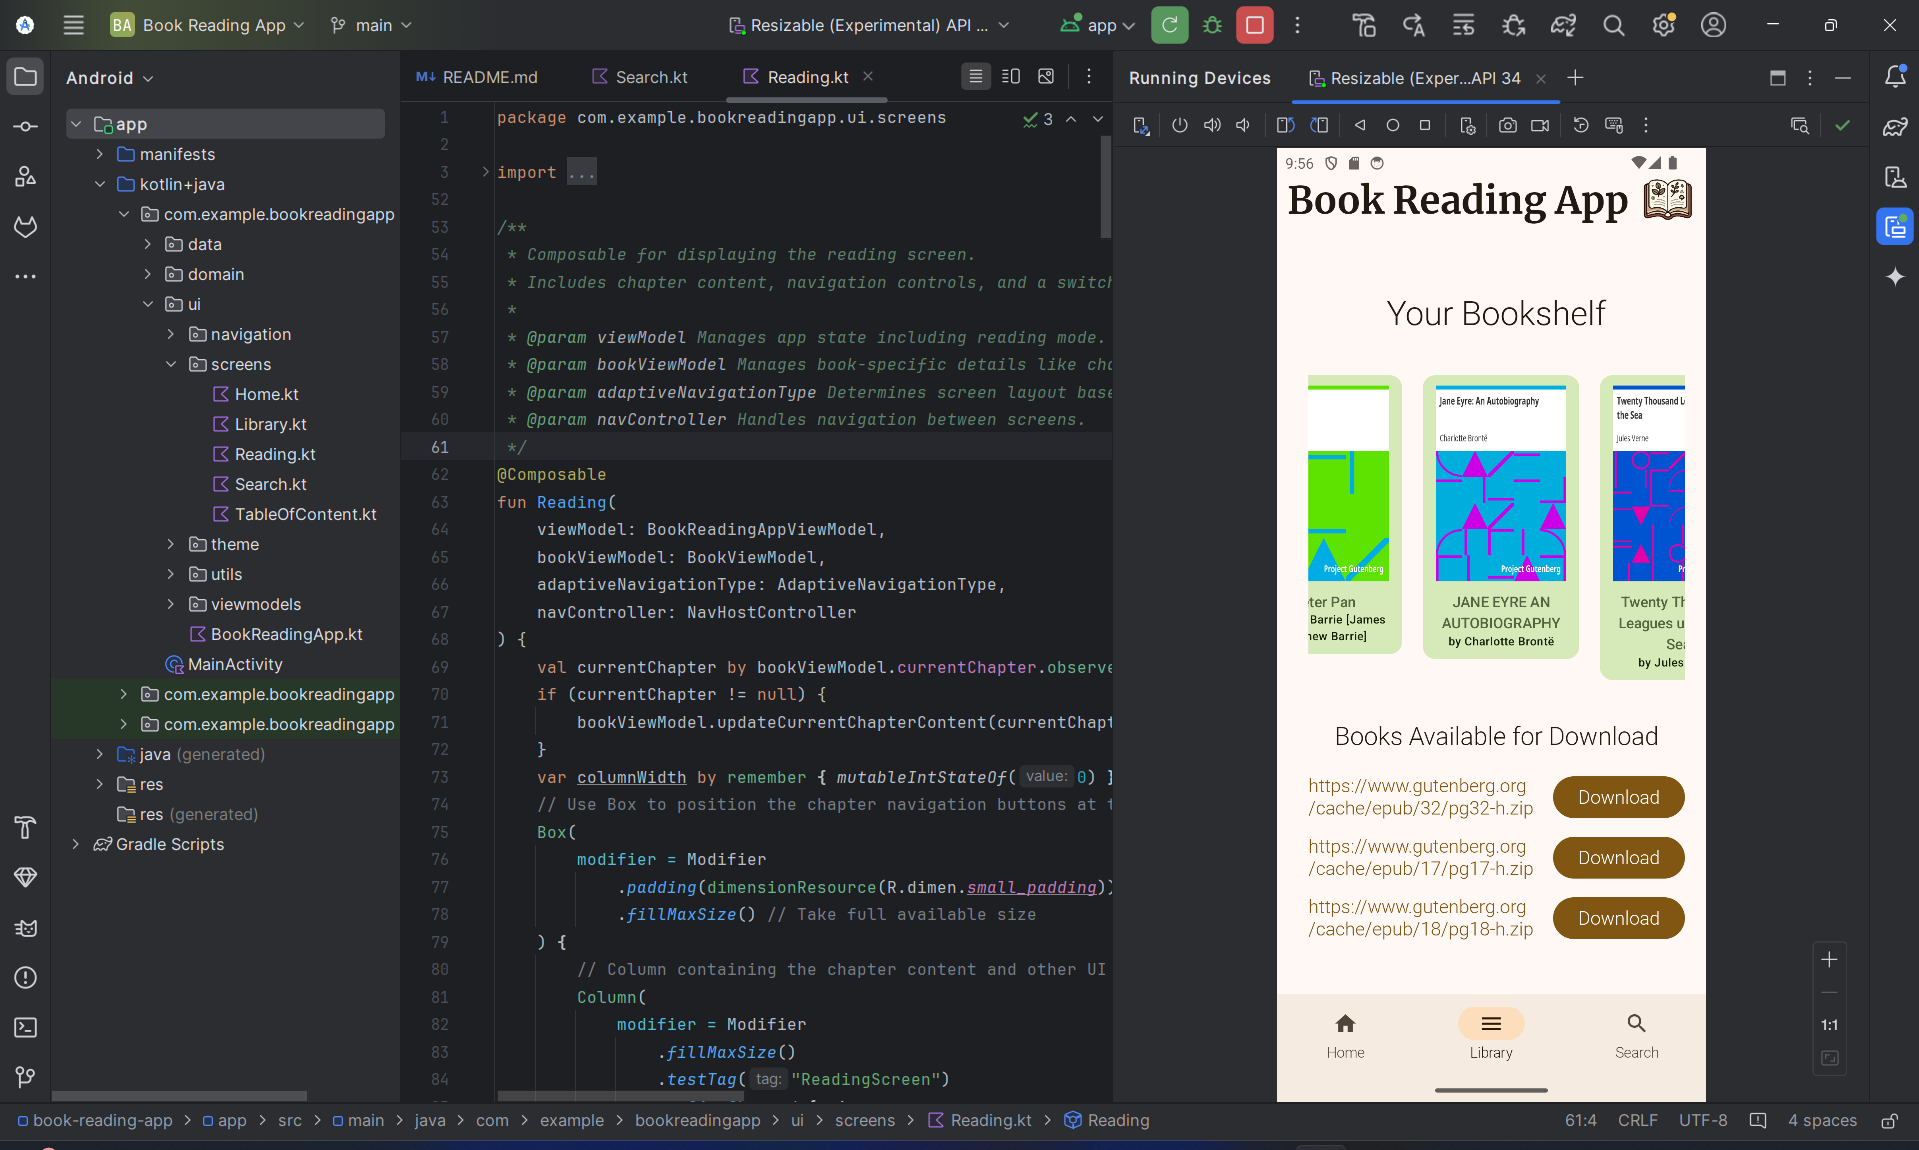 BA Book Reading App
main
Resizable (Experimental) API ...
app
Android
README.md
Search.kt
Reading.kt
Running Devices
Resizable (Exper...API 34
app
manifests
kotlin+java
com.example.bookreadingapp
data
domain
ui
navigation
screens
Home.kt
Library.kt
Reading.kt
Search.kt
TableOfContent.kt
theme
utils
viewmodels
BookReadingApp.kt
MainActivity
com.example.bookreadingapp
com.example.bookreadingapp
java (generated)
res
res (generated)
Gradle Scripts
3
1 package com.example.bookreadingapp.ui.screens
2
3 import ...
52
53 /**
54 * Composable for displaying the reading screen.
55 * Includes chapter content, navigation controls, and a switch
56 *
57 * @param viewModel Manages app state including reading mode.
58 * @param bookViewModel Manages book-specific details like cha
59 * @param adaptiveNavigationType Determines screen layout base
60 * @param navController Handles navigation between screens.
61 */
62 @Composable
63 fun Reading(
64 viewModel: BookReadingAppViewModel,
65 bookViewModel: BookViewModel,
66 adaptiveNavigationType: AdaptiveNavigationType,
67 navController: NavHostController
68 ) {
69 val currentChapter by bookViewModel.currentChapter.observe
70 if (currentChapter != null) {
71 bookViewModel.updateCurrentChapterContent(currentChapt
72 }
73 var columnWidth by remember { mutableIntStateOf( value: 0) }
74 // Use Box to position the chapter navigation buttons at t
75 Box(
76 modifier = Modifier
77 .padding(dimensionResource(R.dimen.small_padding))
78 .fillMaxSize() // Take full available size
79 ) {
80 // Column containing the chapter content and other UI
81 Column(
82 modifier = Modifier
83 .fillMaxSize()
84 .testTag( tag: "ReadingScreen")
9:56
Book Reading App
Your Bookshelf
Project Gutenberg
ter Pan
Barrie [James
new Barrie]
Jane Eyre: An Autobiography
Charlotte Brontë
Project Gutenberg
JANE EYRE AN
AUTOBIOGRAPHY
by Charlotte Brontë
Twenty Thousand L
the Sea
Jules Verne
Pr
Twenty Th
Leagues u
Sea
by Jules
Books Available for Download
https://www.gutenberg.org
/cache/epub/32/pg32-h.zip
Download
https://www.gutenberg.org
/cache/epub/17/pg17-h.zip
Download
https://www.gutenberg.org
/cache/epub/18/pg18-h.zip
Download
Home
Library
Search
1:1
book-reading-app > app > src > main > java > com > example > bookreadingapp > ui > screens > Reading.kt > Reading
61:4 CRLF UTF-8 4 spaces